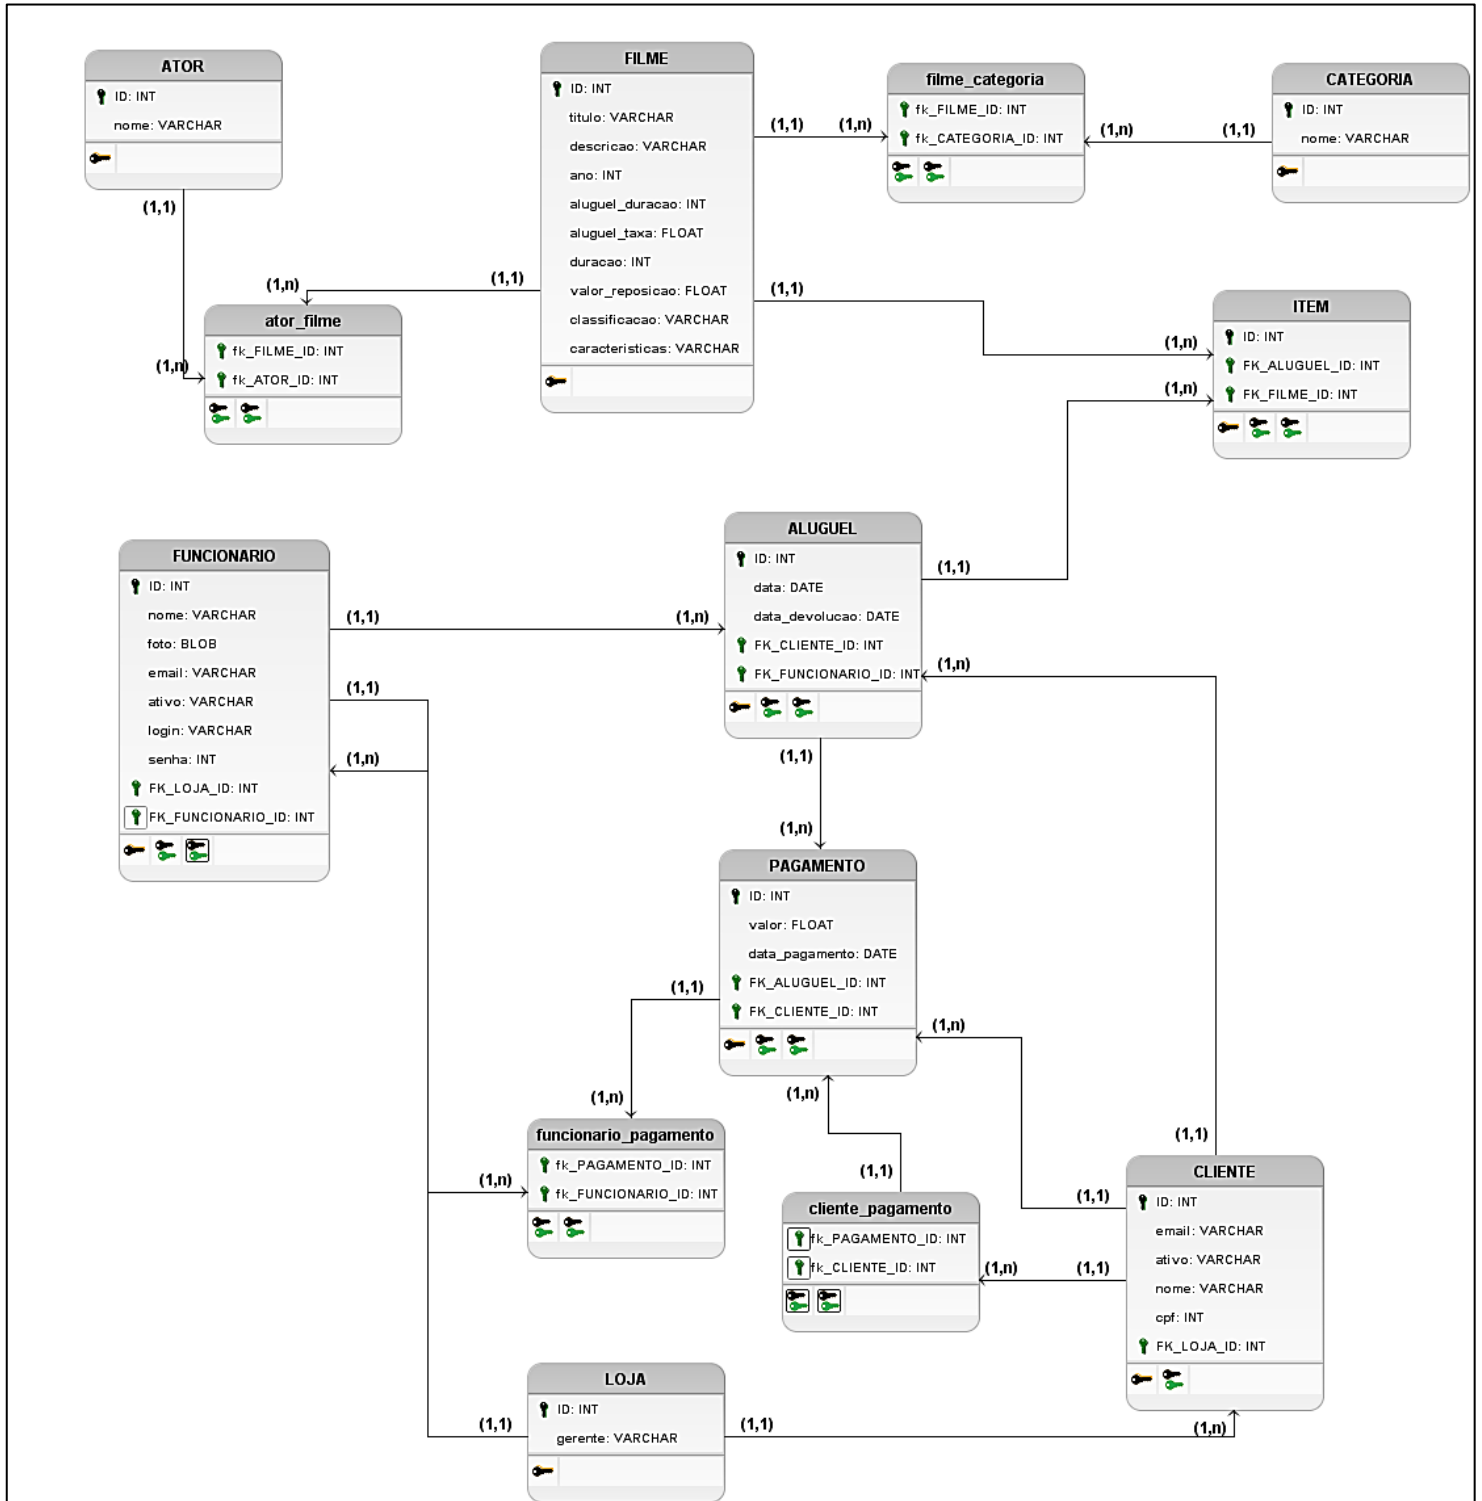 ATOR
ID: INT
nome: VARCHAR
(1,1)
FILME
ID: INT
titulo: VARCHAR
descricao: VARCHAR
ano: INT
aluguel_duracao: INT
aluguel_taxa: FLOAT
duracao: INT
valor_reposicao: FLOAT
classificacao: VARCHAR
caracteristicas: VARCHAR
(1,1)
(1,n)
filme_categoria
fk_FILME_ID: INT
fk_CATEGORIA_ID: INT
(1,n)
(1,1)
CATEGORIA
ID: INT
nome: VARCHAR
(1,n)
(1,1)
ator_filme
fk_FILME_ID: INT
fk_ATOR_ID: INT
(1,n)
(1,1)
(1,n)
(1,n)
ITEM
ID: INT
FK_ALUGUEL_ID: INT
FK_FILME_ID: INT
FUNCIONARIO
ID: INT
nome: VARCHAR
foto: BLOB
email: VARCHAR
ativo: VARCHAR
login: VARCHAR
senha: INT
FK_LOJA_ID: INT
FK_FUNCIONARIO_ID: INT
(1,1)
(1,n)
(1,1)
(1,n)
ALUGUEL
ID: INT
data: DATE
data_devolucao: DATE
FK_CLIENTE_ID: INT
FK_FUNCIONARIO_ID: INT
(1,1)
(1,n)
(1,1)
(1,n)
PAGAMENTO
ID: INT
valor: FLOAT
data_pagamento: DATE
FK_ALUGUEL_ID: INT
FK_CLIENTE_ID: INT
(1,1)
(1,n)
(1,n)
(1,n)
funcionario_pagamento
fk_PAGAMENTO_ID: INT
fk_FUNCIONARIO_ID: INT
(1,n)
(1,1)
cliente_pagamento
fk_PAGAMENTO_ID: INT
fk_CLIENTE_ID: INT
(1,n)
(1,1)
(1,1)
(1,1)
CLIENTE
ID: INT
email: VARCHAR
ativo: VARCHAR
nome: VARCHAR
cpf: INT
FK_LOJA_ID: INT
LOJA
ID: INT
gerente: VARCHAR
(1,1)
(1,1)
(1,n)